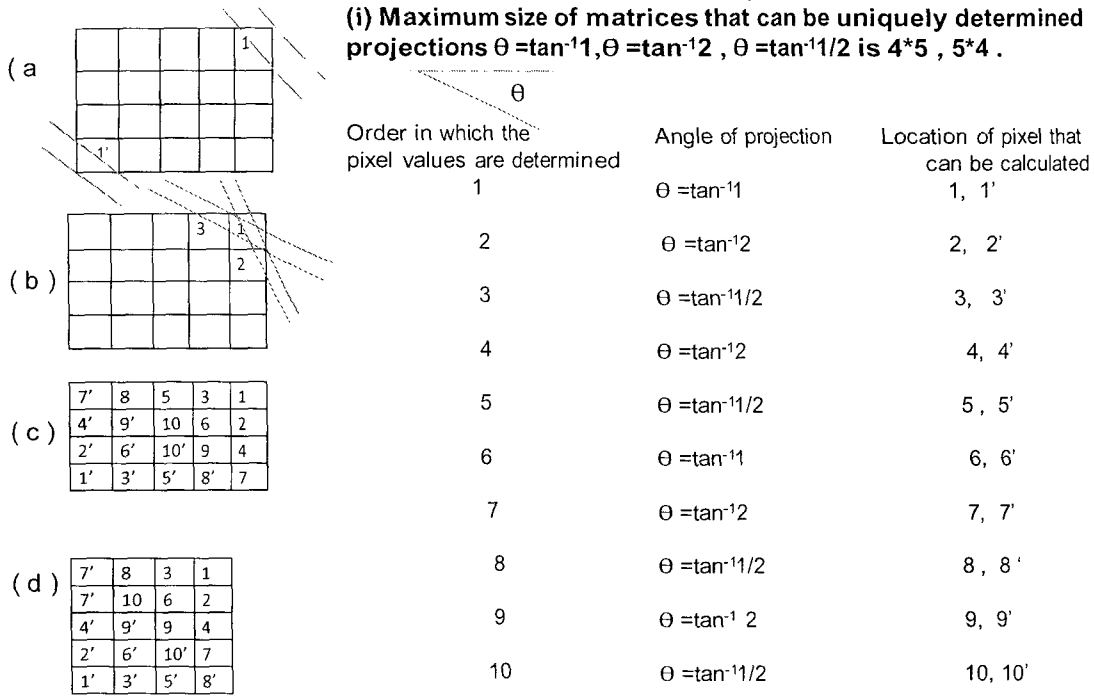 (i) Maximum size of matrices that can be uniquely determined
projections Θ =tan-¹1,Θ =tan-¹2 , Θ =tan-¹1/2 is 4*5 , 5*4 .
(a
1
1'
(b)
3 1
2
(c)
7' 8 5 3 1
4' 9' 10 6 2
2' 6' 10' 9 4
1' 3' 5' 8' 7
(d)
7' 8 3 1
7' 10 6 2
4' 9' 9 4
2' 6' 10' 7
1' 3' 5' 8'
Θ
Order in which the
pixel values are determined
Angle of projection
Location of pixel that
can be calculated
1 Θ =tan-¹1 1, 1'
2 Θ =tan-¹2 2, 2'
3 Θ =tan-¹1/2 3, 3'
4 Θ =tan-¹2 4, 4'
5 Θ =tan-¹1/2 5 , 5'
6 Θ =tan-¹1 6, 6'
7 Θ =tan-¹2 7, 7'
8 Θ =tan-¹1/2 8 , 8 '
9 Θ =tan-¹ 2 9, 9'
10 Θ =tan-¹1/2 10, 10'